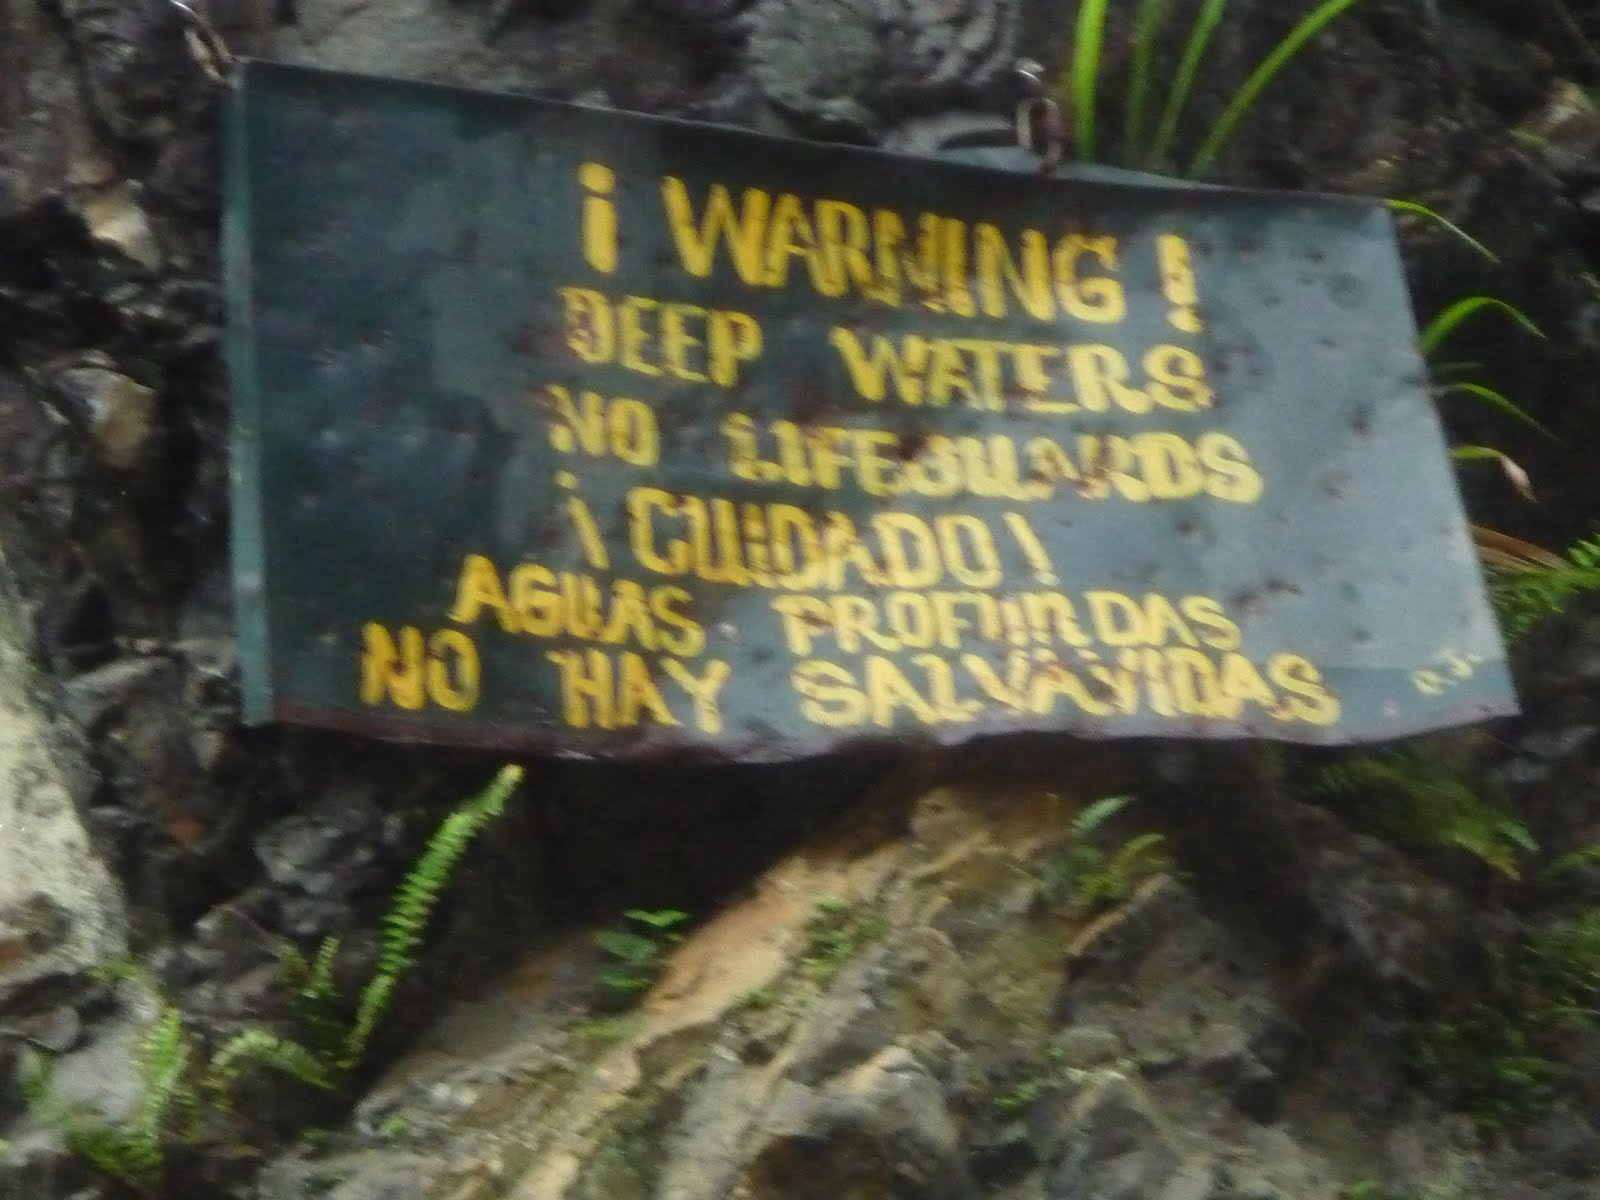 ¡ WARNING !
DEEP WATERS
NO LIFEGUARDS
¡ CUIDADO !
AGUAS PROFUNDAS
NO HAY SALVAVIDAS